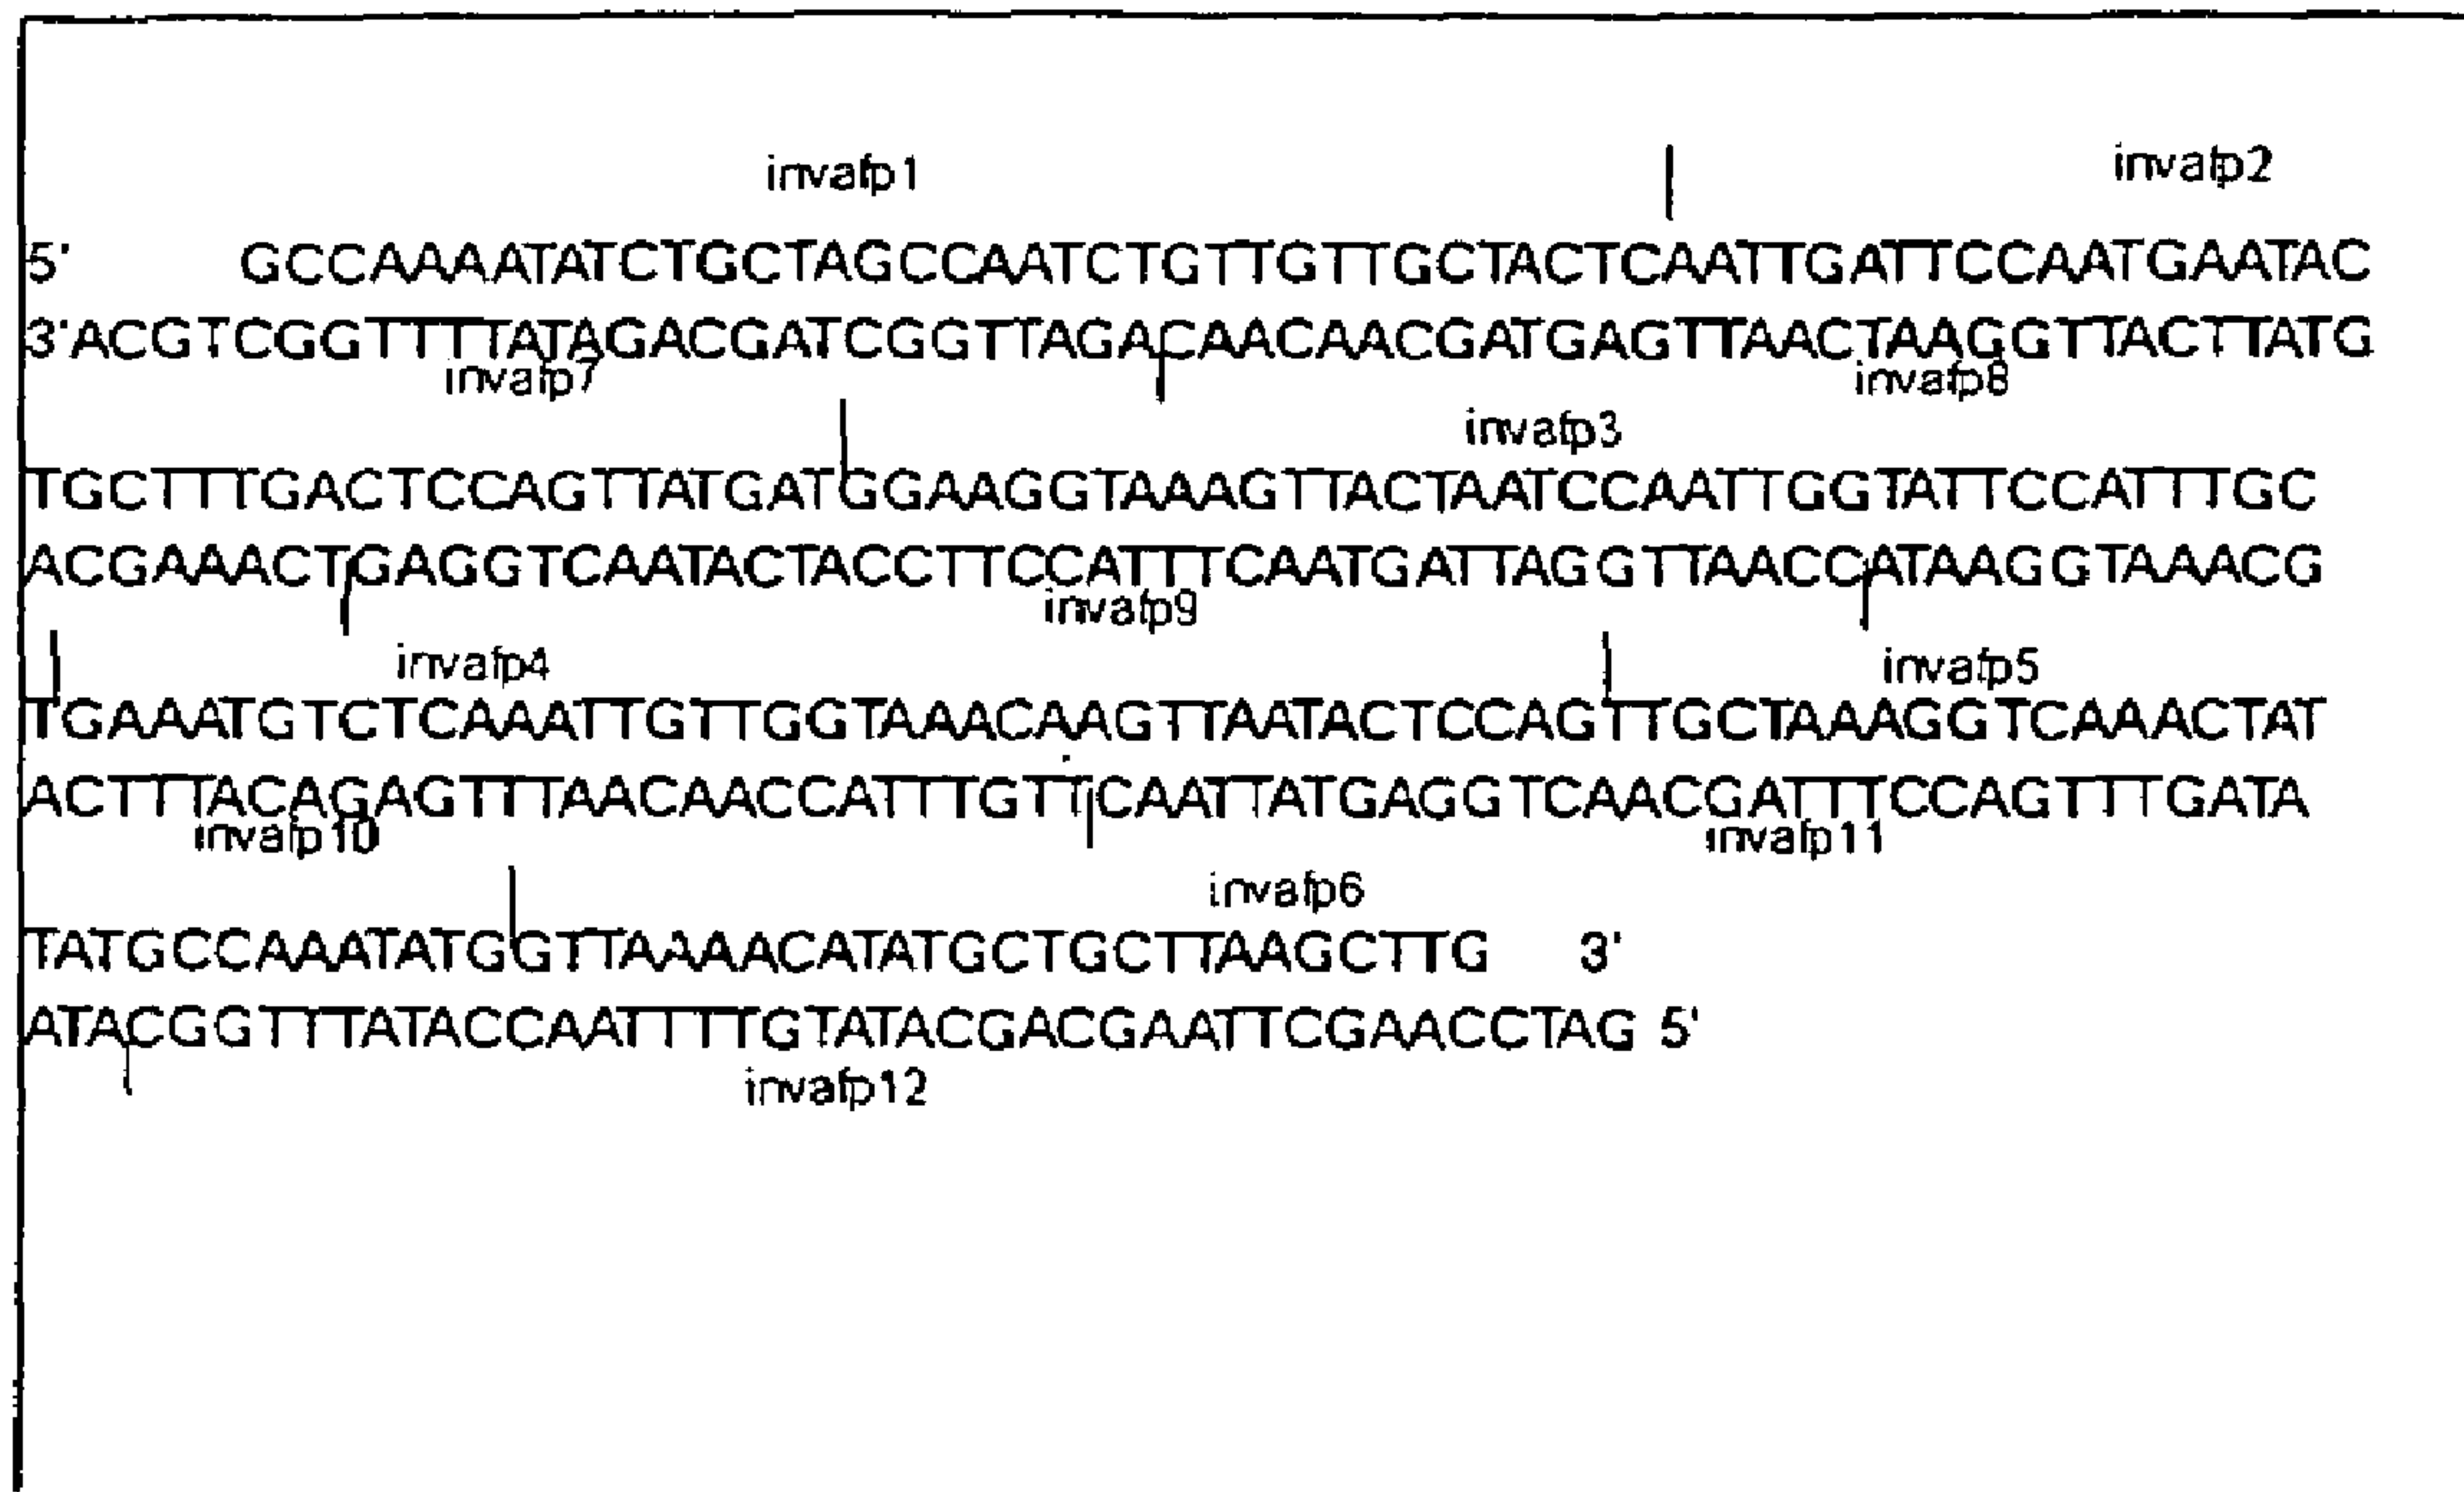 invafp1 invafp2
5' GCCAAAATATCTGCTAGCCAATCTGTTGTTGCTACTCAATTGATTCCAATGAATAC
3'ACGTCGGTTTTATAGACGATCGGTTAGACAACAACGATGAGTTAACTAAGGTTACTTATG
invafp7 invafp8
invafp3
TGCTTTGACTCCAGTTATGATGGAAGGTAAAGTTACTAATCCAATTGGTATTCCATTTGC
ACGAAACTGAGGTCAATACTACCTTCCATTTCAATGATTAGGTTAACCATAAGGTAAACG
invafp9
invafp4 invafp5
TGAAATGTCTCAAATTGTTGGTAAACAAGTTAATACTCCAGTTGCTAAAGGTCAAACTAT
ACTTTACAGAGTTTAACAACCATTTGTTCAATTATGAGGTCAACGATTTCCAGTTTGATA
invafp10 invafp11
invafp6
TATGCCAAATATGGTTAAAACATATGCTGCTTAAGCTTG 3'
ATACGGTTTATACCAATTTTGTATACGACGAATTCGAACCTAG 5'
invafp12